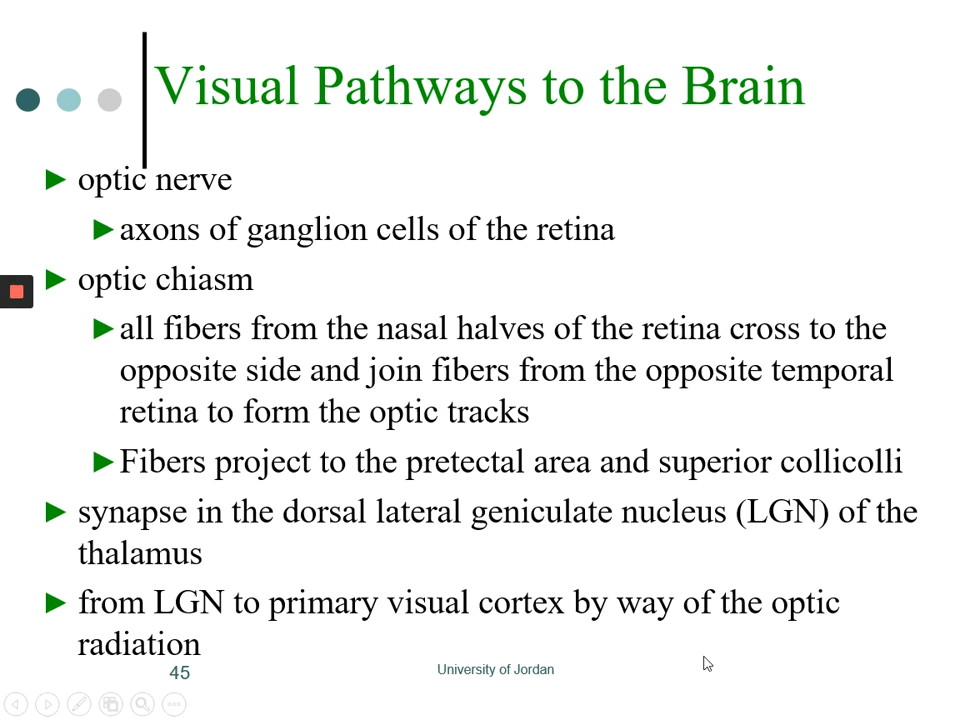 Visual Pathways to the Brain
► optic nerve
► axons of ganglion cells of the retina
► optic chiasm
► all fibers from the nasal halves of the retina cross to the
opposite side and join fibers from the opposite temporal
retina to form the optic tracks
► Fibers project to the pretectal area and superior collicolli
► synapse in the dorsal lateral geniculate nucleus (LGN) of the
thalamus
► from LGN to primary visual cortex by way of the optic
radiation
45
University of Jordan